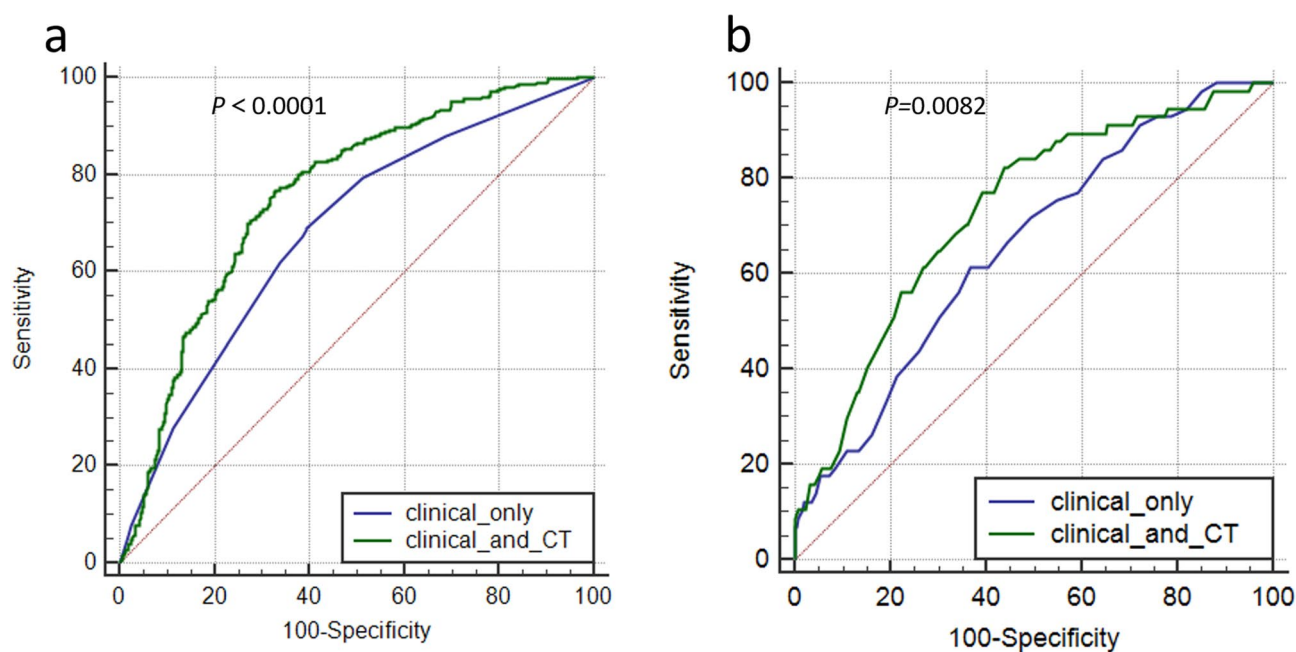 a
P < 0.0001
100
80
60
40
20
0
Sensitivity
clinical_only
clinical_and_CT
0 20 40 60 80 100
100-Specificity
b
P=0.0082
100
80
60
40
20
0
Sensitivity
clinical_only
clinical_and_CT
0 20 40 60 80 100
100-Specificity